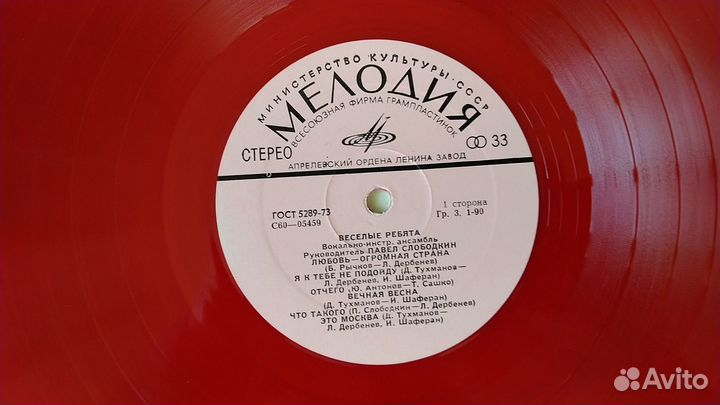 МИНИСТЕРСТВО КУЛЬТУРЫ СССР
МЕЛОДИЯ
ВСЕСОЮЗНАЯ ФИРМА ГРАМПЛАСТИНОК
СТЕРЕО
33
АПРЕЛЕВСКИЙ ОРДЕНА ЛЕНИНА ЗАВОД
ГОСТ 5289-73
С60—05459
1 сторона
Гр. 3. 1-90
ВЕСЕЛЫЕ РЕБЯТА
Вокально-инстр. ансамбль
Руководитель ПАВЕЛ СЛОБОДКИН
ЛЮБОВЬ—ОГРОМНАЯ СТРАНА
(Б. Рычков—Л. Дербенев)
Я К ТЕБЕ НЕ ПОДОЙДУ (Д. Тухманов—
Л. Дербенев, И. Шаферан)
ОТЧЕГО (Ю. Антонов—Т. Сашко)
ВЕЧНАЯ ВЕСНА
(Д. Тухманов—И. Шаферан)
ЧТО ТАКОГО (П. Слободкин—Л. Дербенев)
ЭТО МОСКВА (Д. Тухманов—
Л. Дербенев, И. Шаферан)
Avito